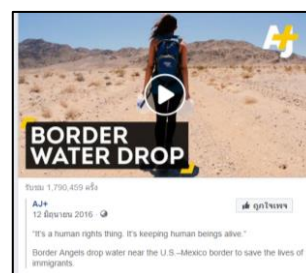 AJ+
BORDER
WATER DROP
รับชม 1,790,459 ครั้ง
AJ+
12 มิถุนายน 2016
ถูกใจเพจ
"It's a human rights thing. It's keeping human beings alive."
Border Angels drop water near the U.S.–Mexico border to save the lives of
immigrants.